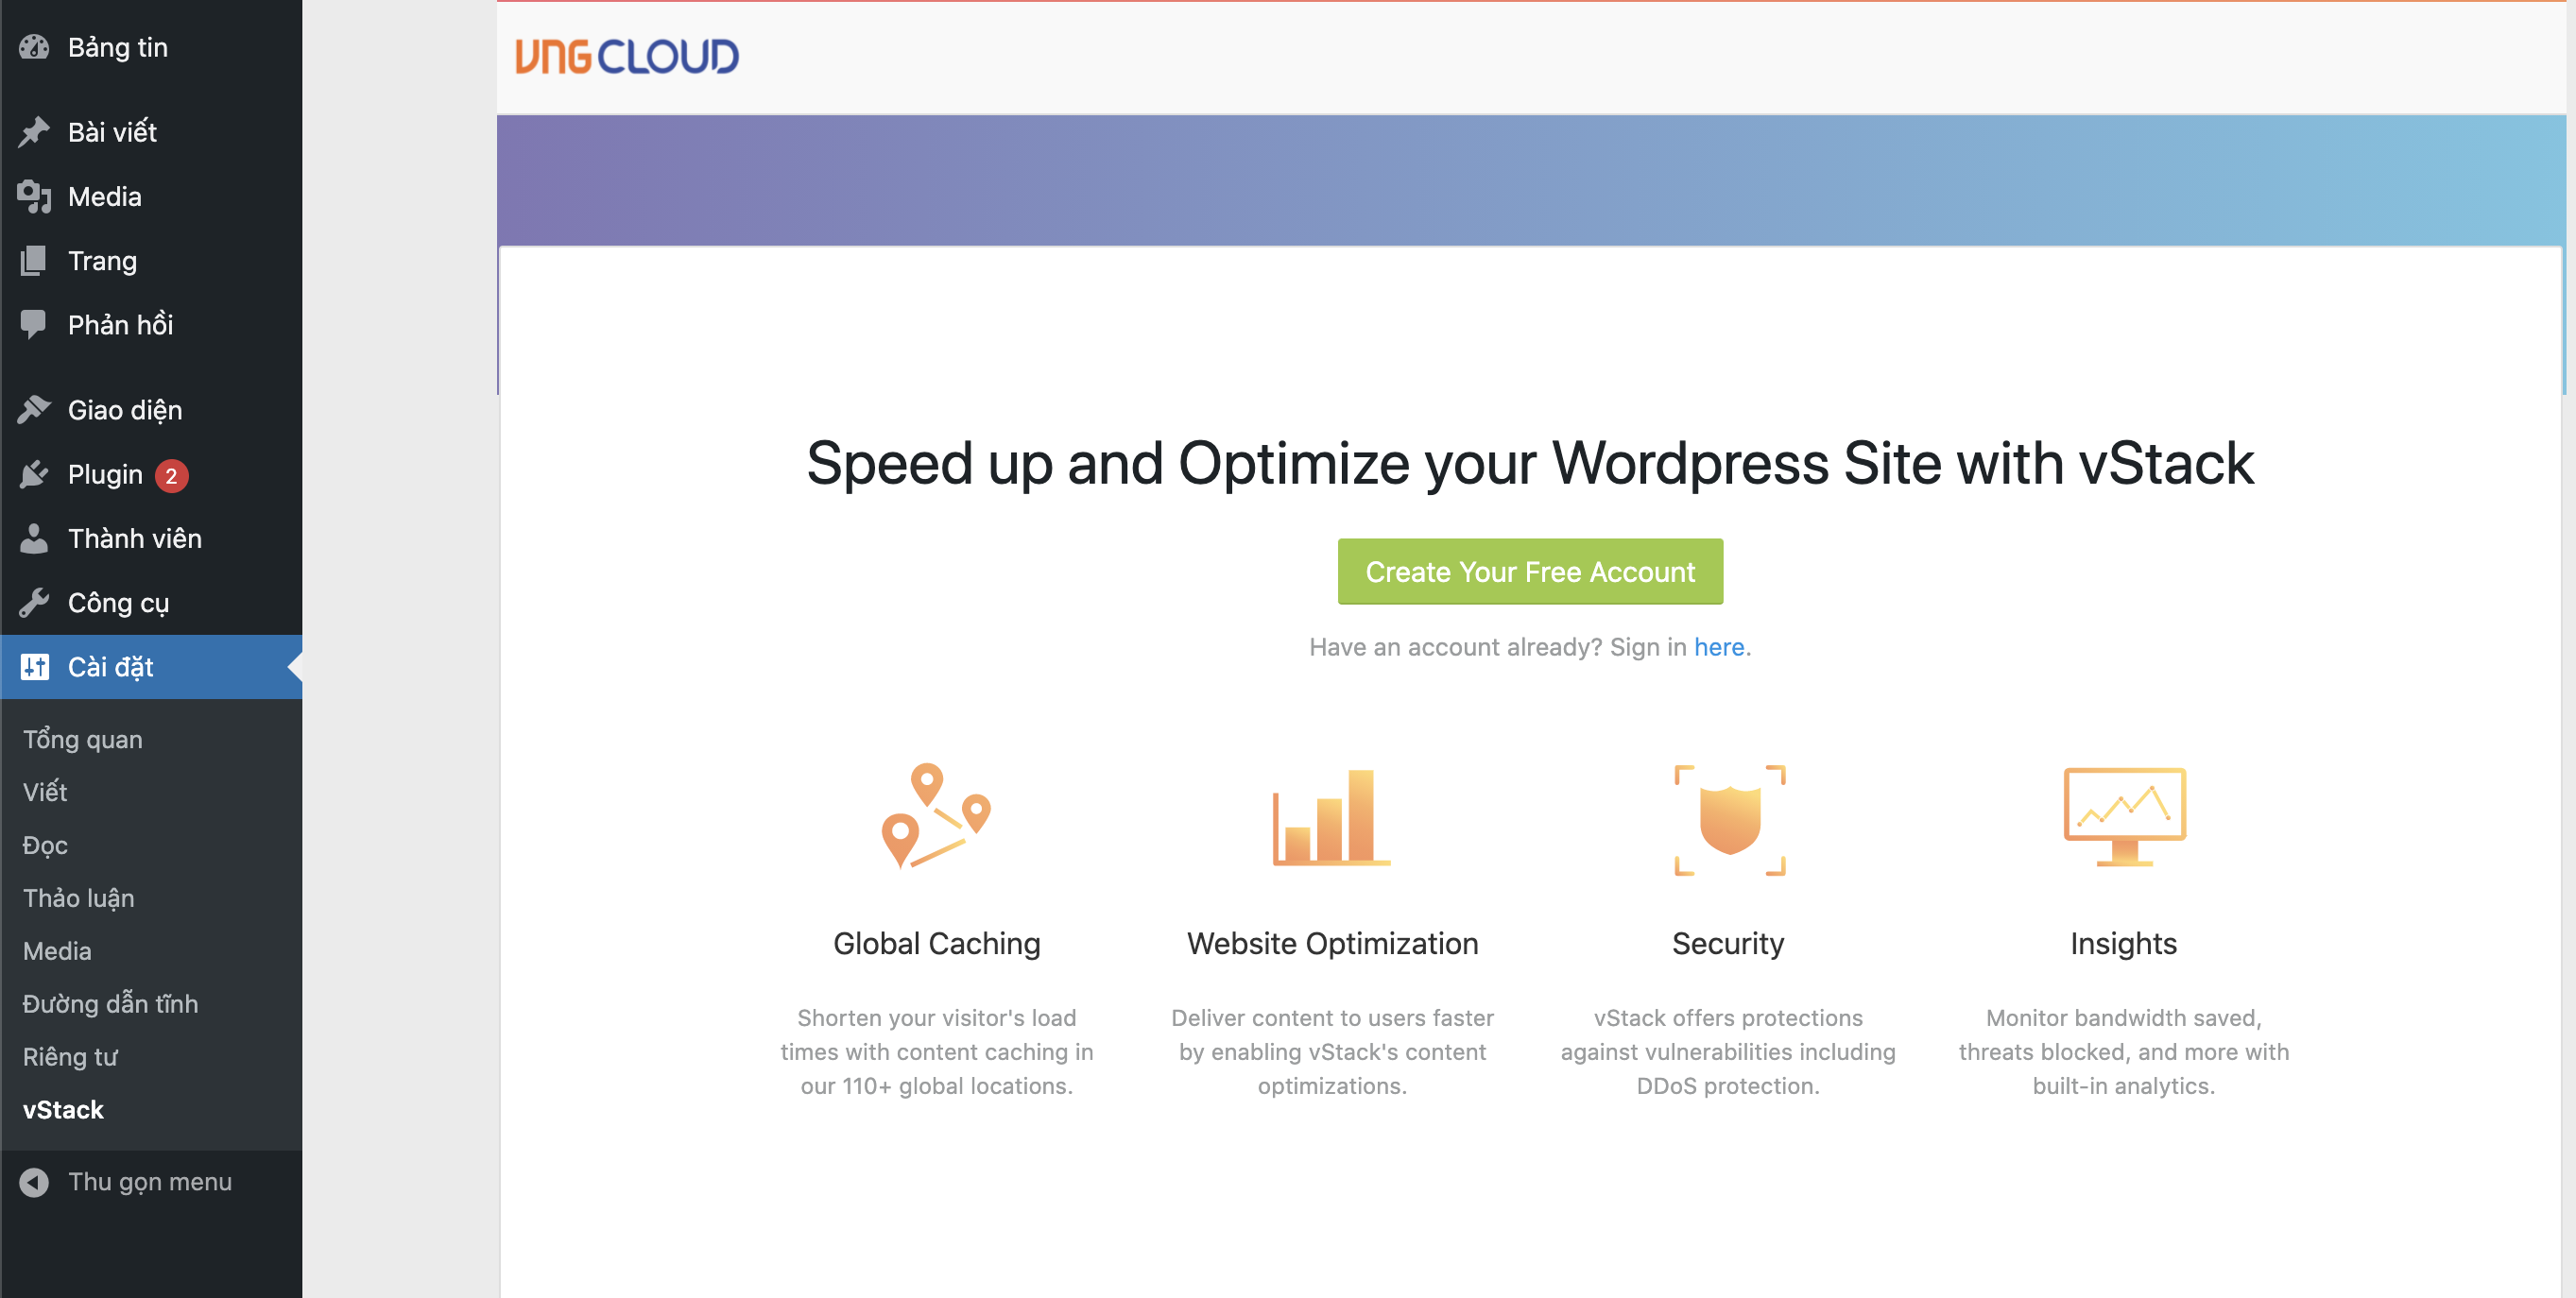 Bảng tin
Bài viết
Media
Trang
Phản hồi
Giao diện
Plugin 2
Thành viên
Công cụ
Cài đặt
Tổng quan
Viết
Đọc
Thảo luận
Media
Đường dẫn tĩnh
Riêng tư
vStack
Thu gọn menu
VNG CLOUD
Speed up and Optimize your Wordpress Site with vStack
Create Your Free Account
Have an account already? Sign in here.
Global Caching
Shorten your visitor's load
times with content caching in
our 110+ global locations.
Website Optimization
Deliver content to users faster
by enabling vStack's content
optimizations.
Security
vStack offers protections
against vulnerabilities including
DDoS protection.
Insights
Monitor bandwidth saved,
threats blocked, and more with
built-in analytics.